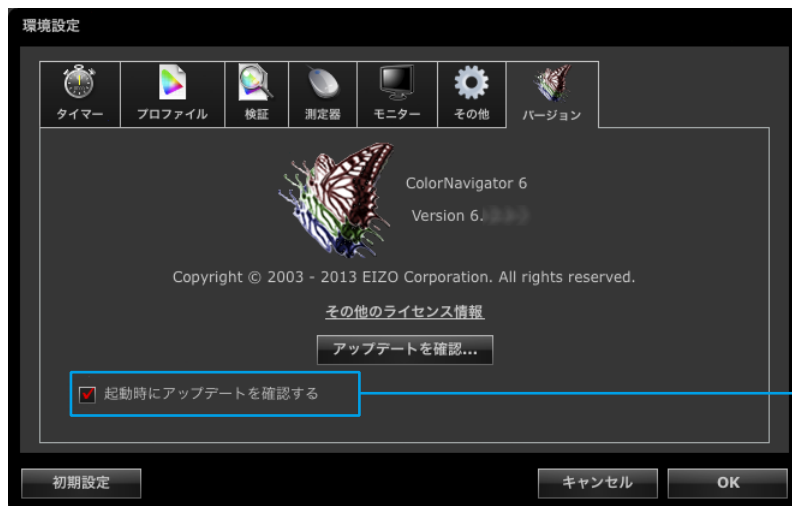 環境設定
タイマー
プロファイル
検証
測定器
モニター
その他
バージョン
ColorNavigator 6
Version 6.
Copyright © 2003 - 2013 EIZO Corporation. All rights reserved.
その他のライセンス情報
アップデートを確認...
起動時にアップデートを確認する
初期設定
キャンセル
OK